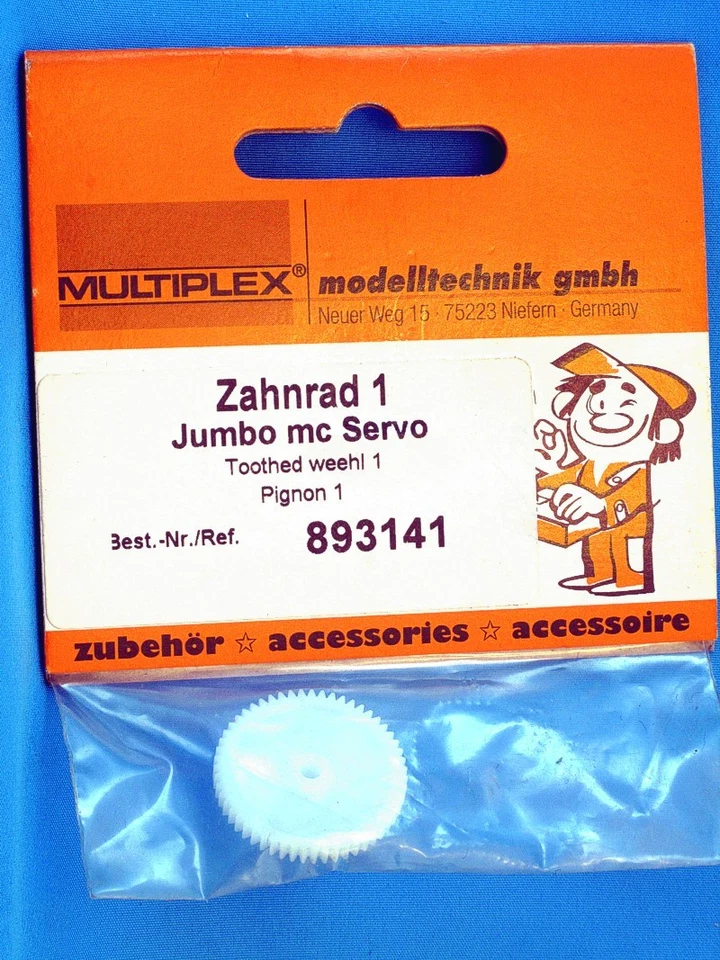 MULTIPLEX®
modelltechnik gmbh
Neuer Weg 15 · 75223 Niefern · Germany
Zahnrad 1
Jumbo mc Servo
Toothed weehl 1
Pignon 1
Best.-Nr./Ref. 893141
zubehör ☆ accessories ☆ accessoire